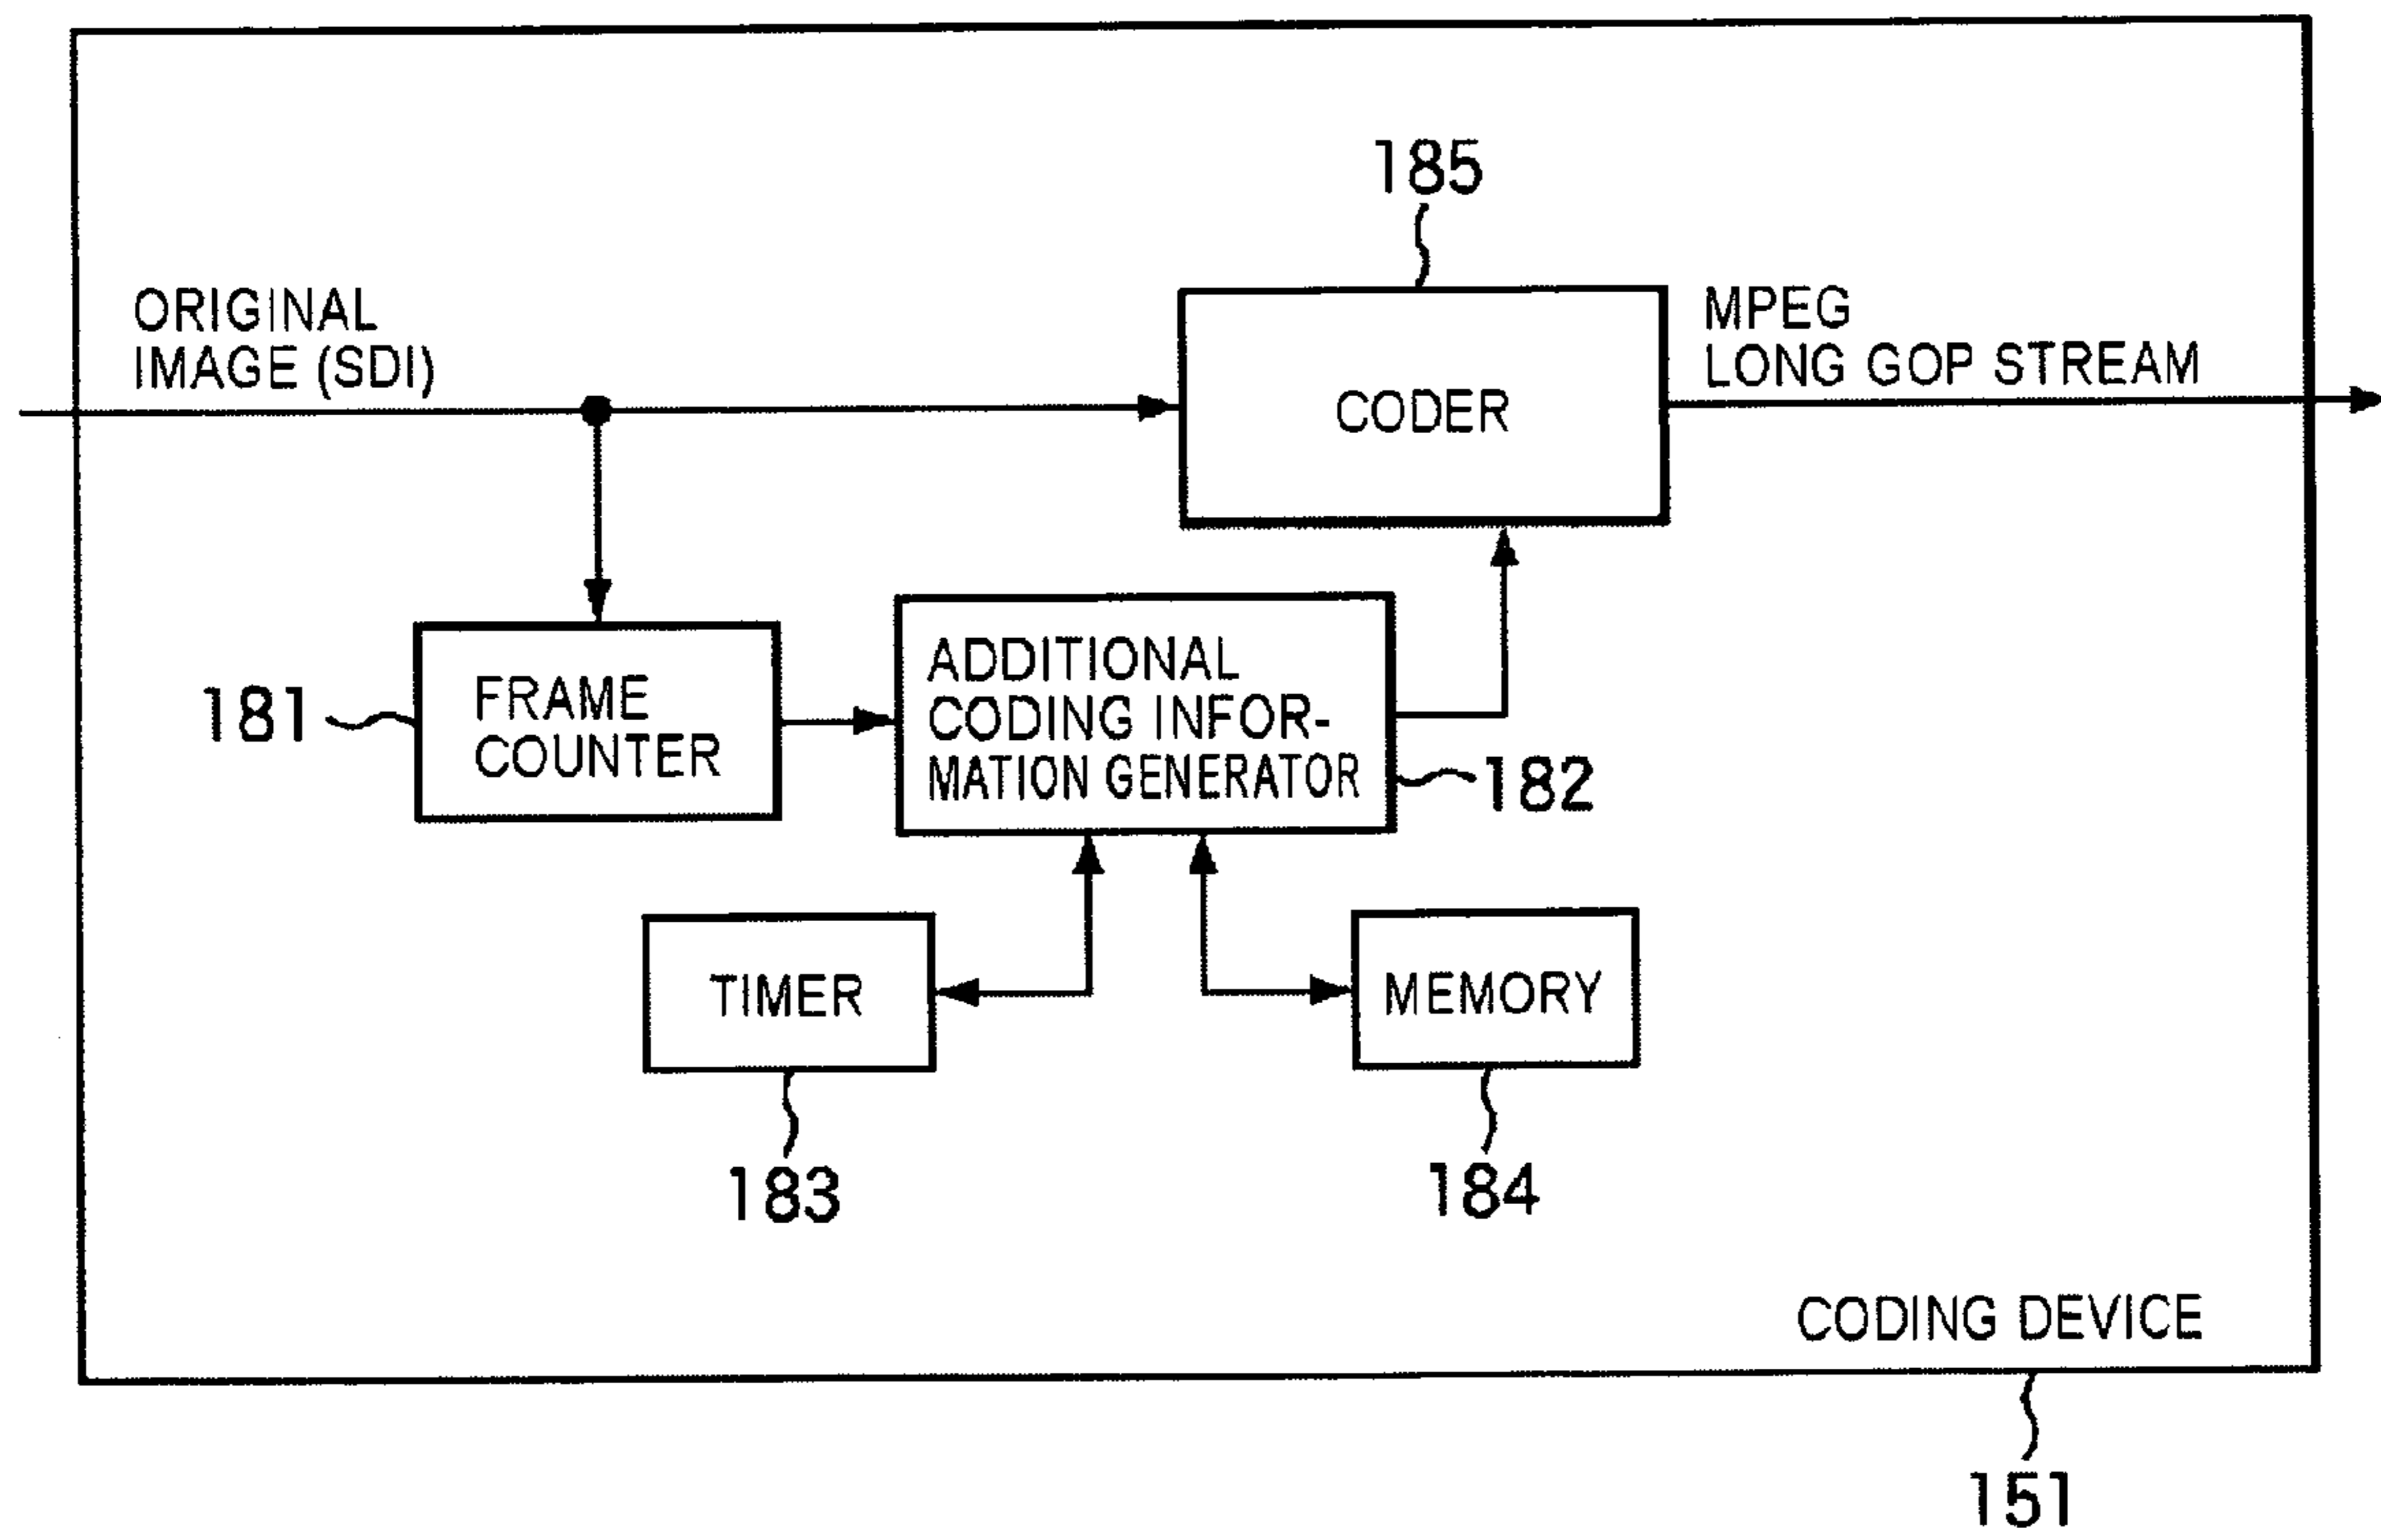 185
ORIGINAL
IMAGE (SDI)
MPEG
LONG GOP STREAM
CODER
181
FRAME
COUNTER
ADDITIONAL
CODING INFOR-
MATION GENERATOR
182
TIMER
MEMORY
183
184
CODING DEVICE
151